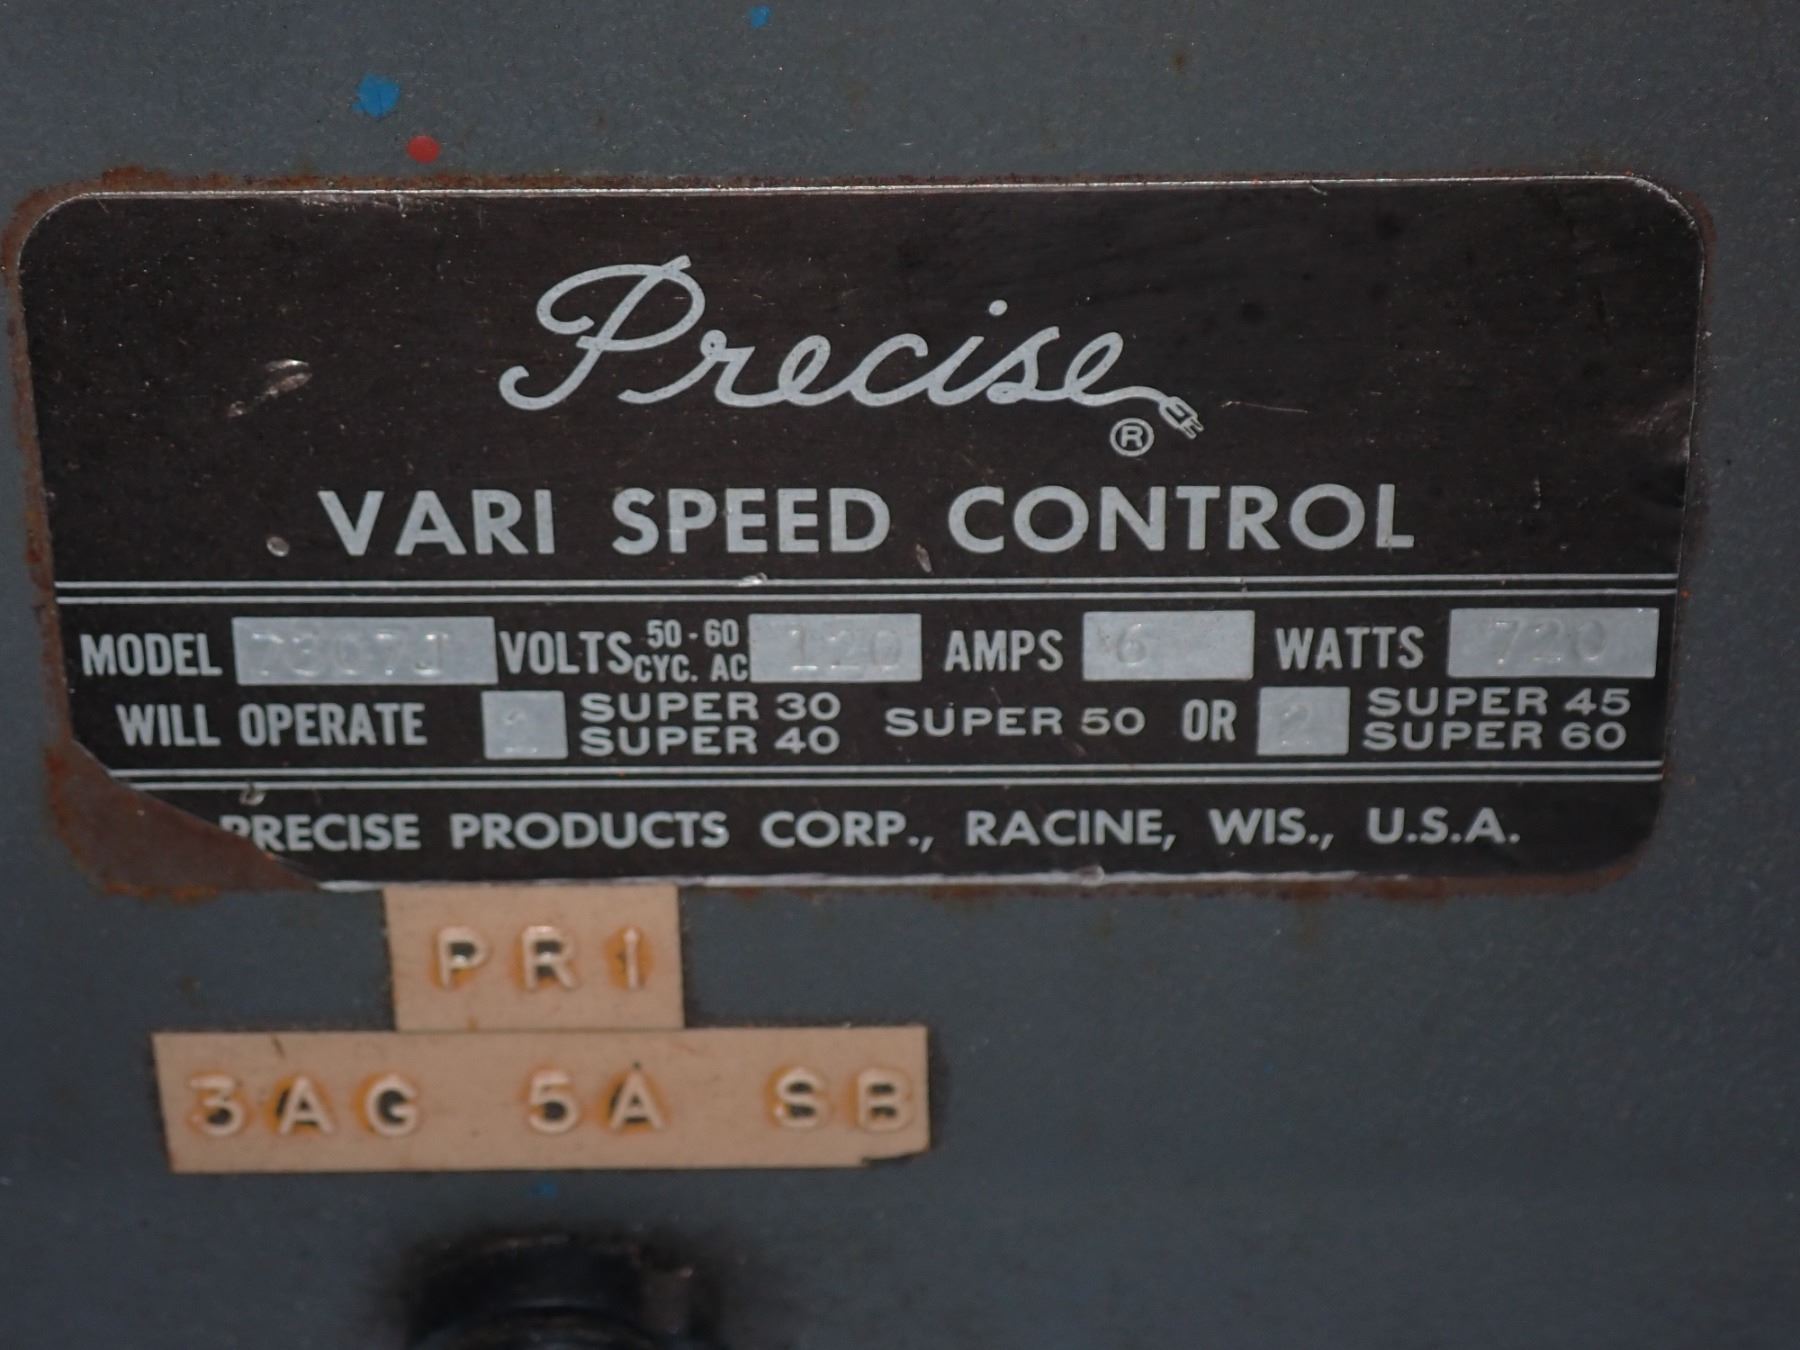 Precise
®
VARI SPEED CONTROL
MODEL 7307J VOLTS 50-60 CYC. AC 120 AMPS 6 WATTS 720
WILL OPERATE 1 SUPER 30 SUPER 40 SUPER 50 OR 2 SUPER 45 SUPER 60
PRECISE PRODUCTS CORP., RACINE, WIS., U.S.A.
PR1
3AG 5A SB